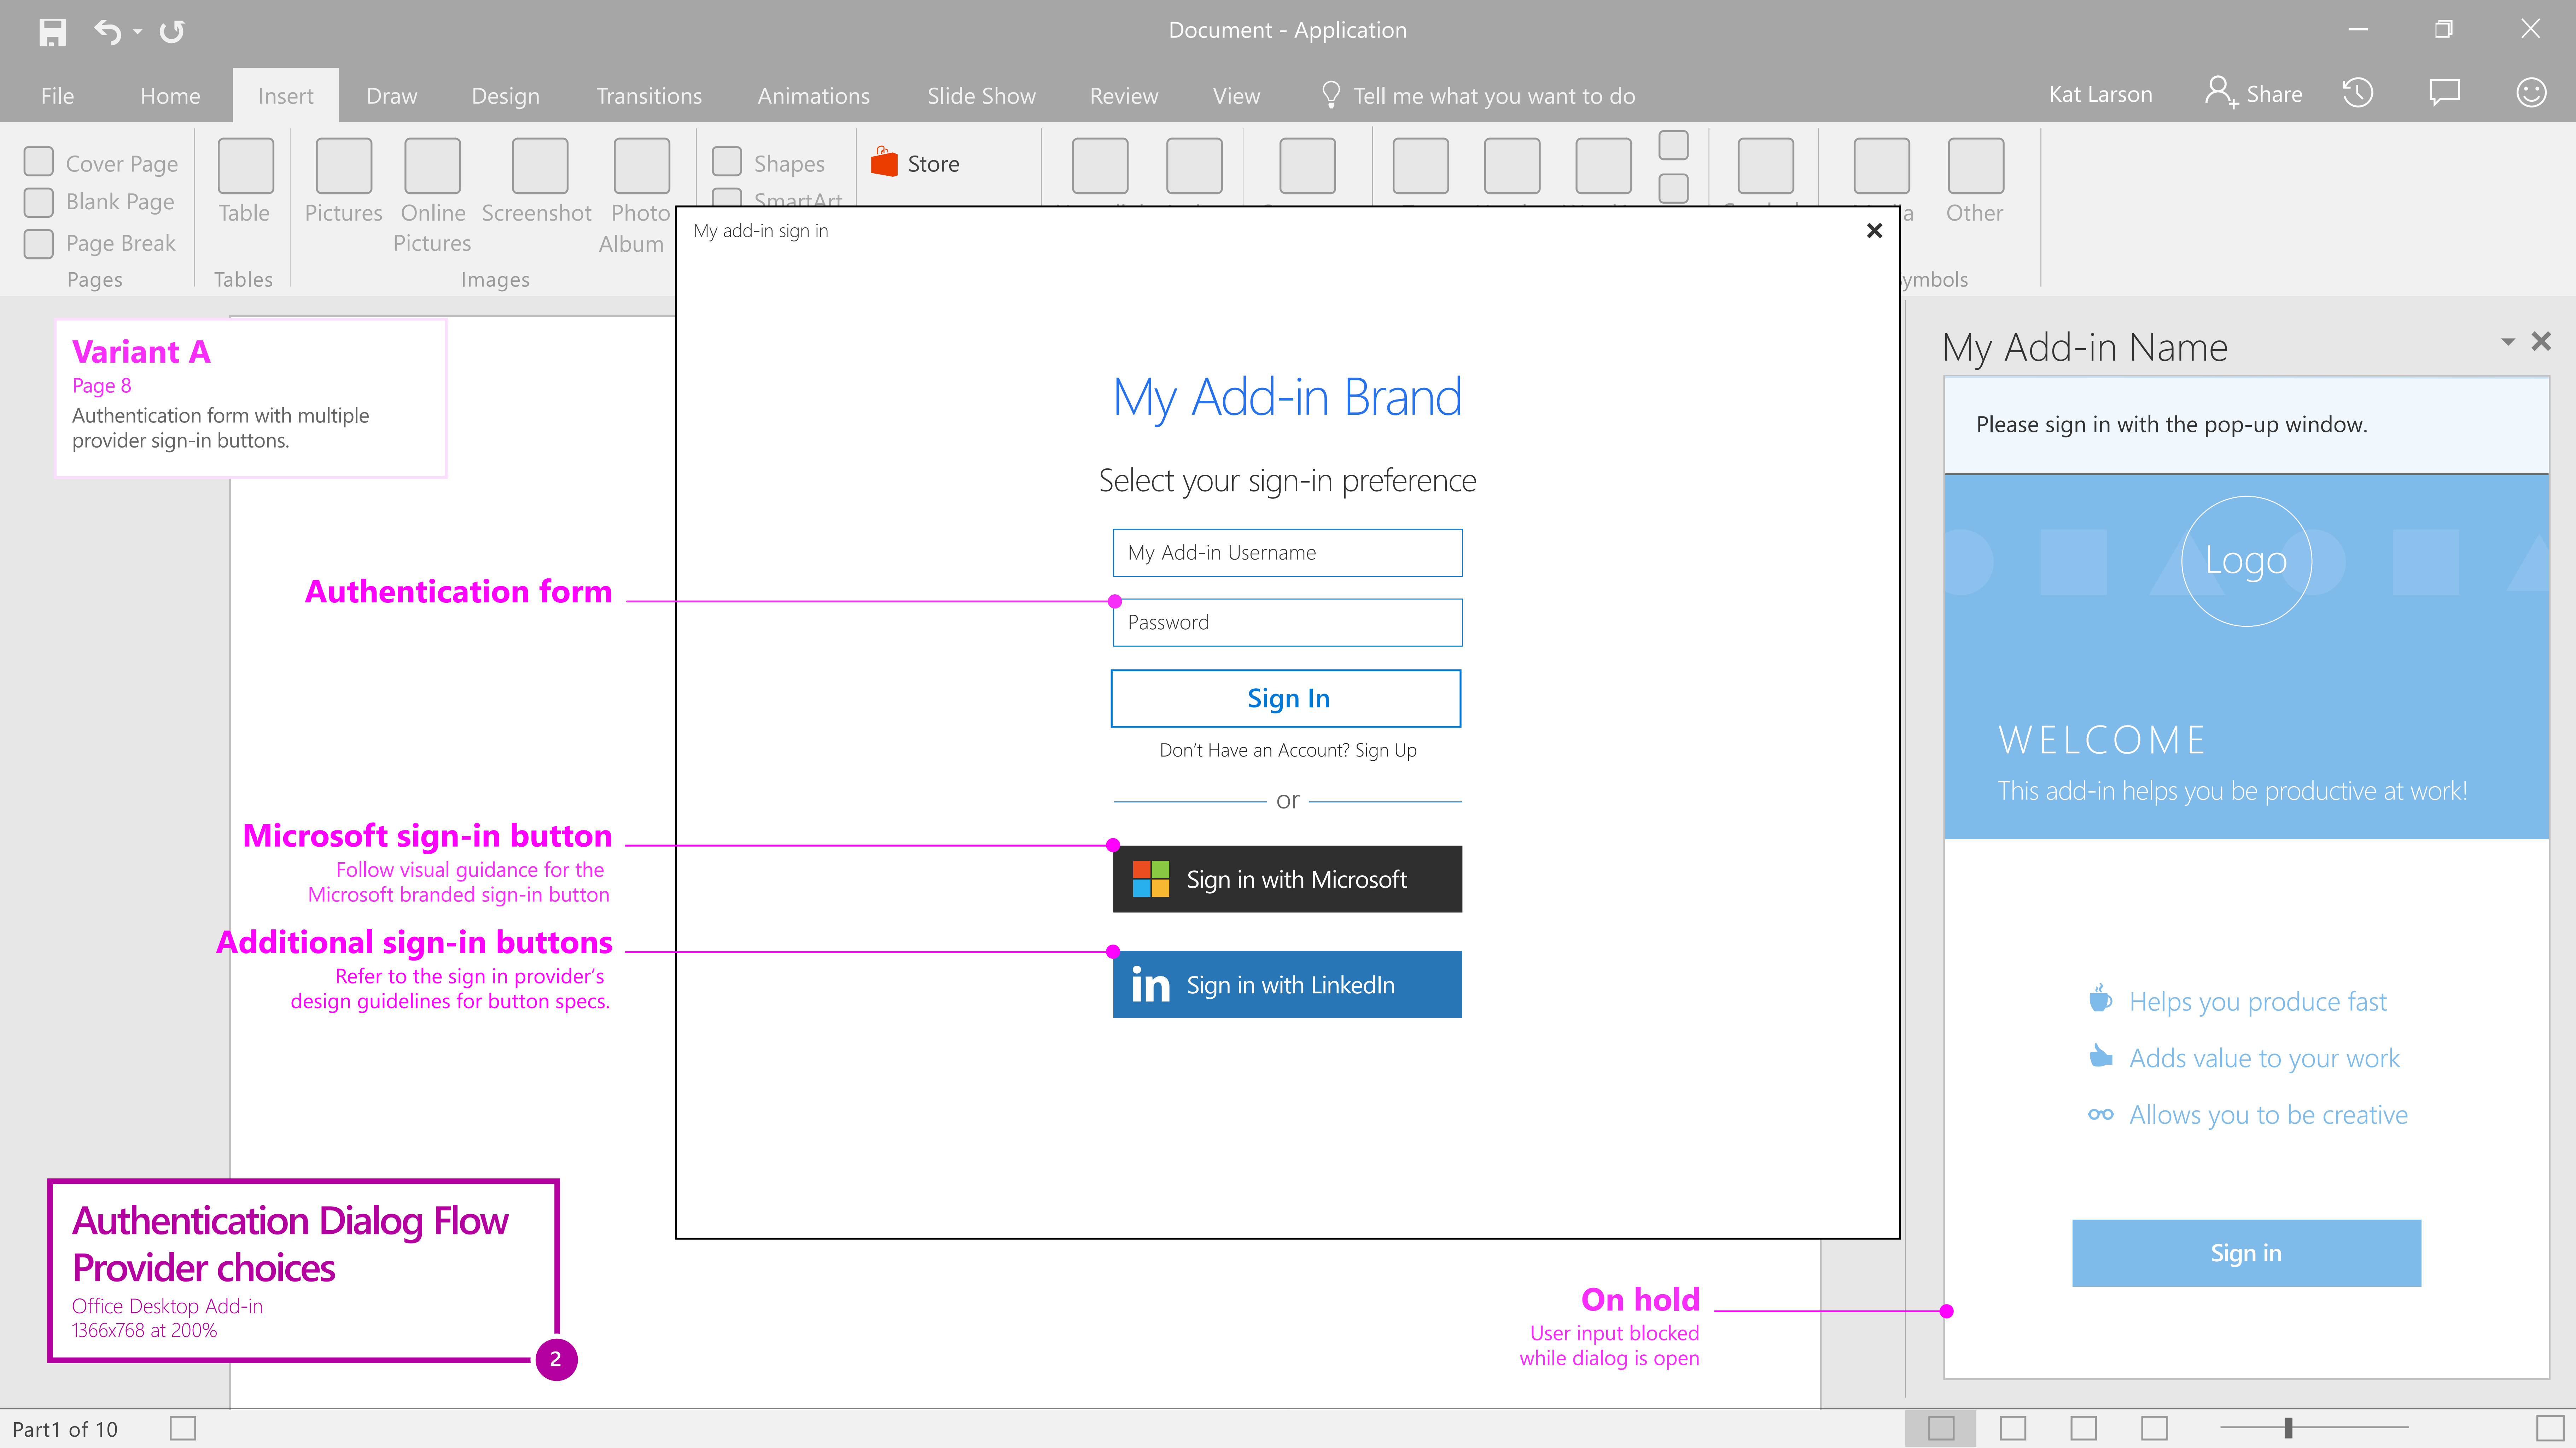 Document - Application
File Home Insert Draw Design Transitions Animations Slide Show Review View Tell me what you want to do Kat Larson Share
Cover Page
Blank Page
Page Break
Pages
Table
Tables
Pictures
Online
Pictures
Screenshot
Photo
Album
Images
Shapes
SmartArt
Store
Other
ymbols
My add-in sign in
My Add-in Brand
Select your sign-in preference
My Add-in Username
Password
Sign In
Don’t Have an Account? Sign Up
or
Sign in with Microsoft
in Sign in with LinkedIn
Variant A
Page 8
Authentication form with multiple
provider sign-in buttons.
Authentication form
Microsoft sign-in button
Follow visual guidance for the
Microsoft branded sign-in button
Additional sign-in buttons
Refer to the sign in provider’s
design guidelines for button specs.
Authentication Dialog Flow
Provider choices
Office Desktop Add-in
1366x768 at 200%
2
On hold
User input blocked
while dialog is open
My Add-in Name
Please sign in with the pop-up window.
Logo
WELCOME
This add-in helps you be productive at work!
Helps you produce fast
Adds value to your work
Allows you to be creative
Sign in
Part1 of 10